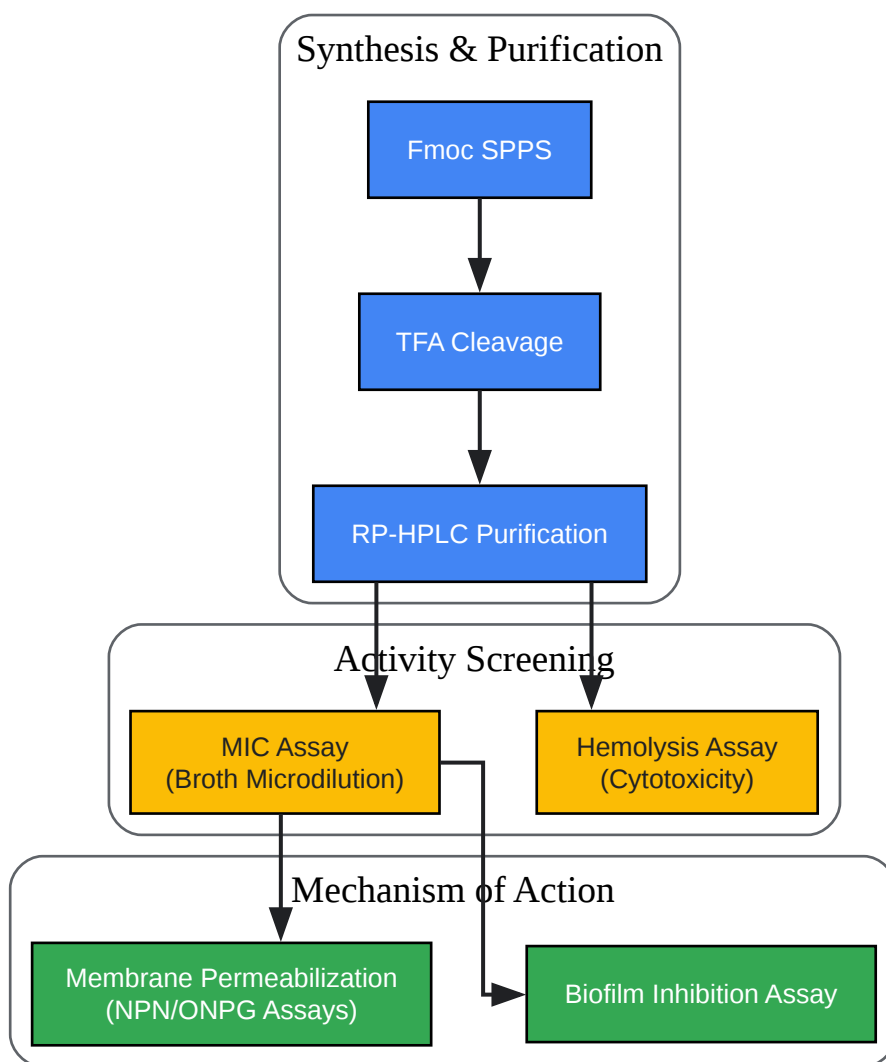 Synthesis & Purification
Fmoc SPPS
TFA Cleavage
RP-HPLC Purification
Activity Screening
MIC Assay
(Broth Microdilution)
Hemolysis Assay
(Cytotoxicity)
Mechanism of Action
Membrane Permeabilization
(NPN/ONPG Assays)
Biofilm Inhibition Assay